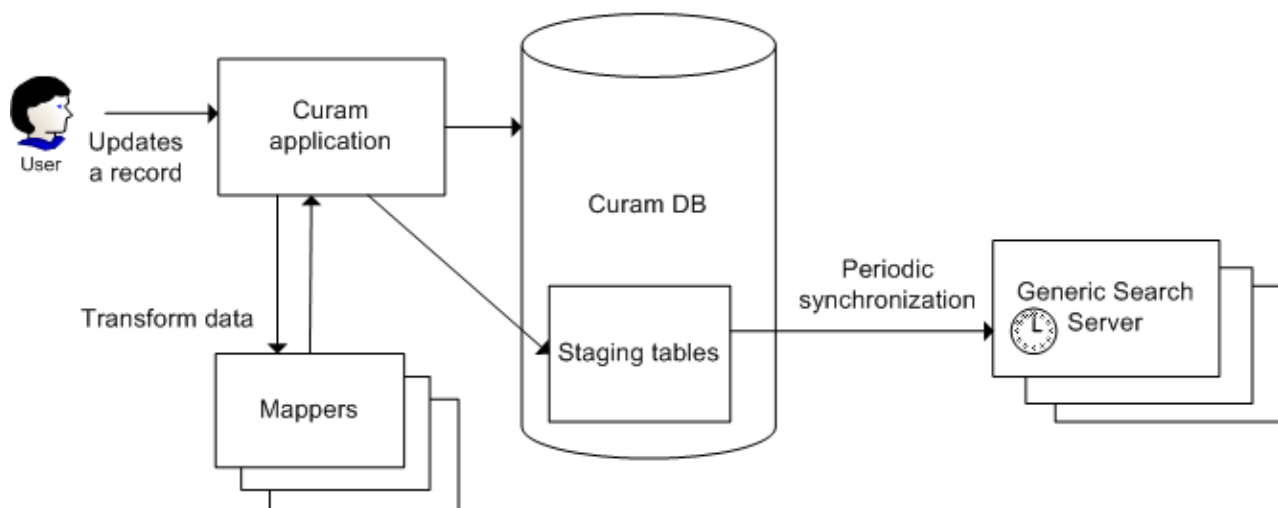 User
Updates
a record
Curam
application
Transform data
Mappers
Curam DB
Staging tables
Periodic
synchronization
Generic Search
Server